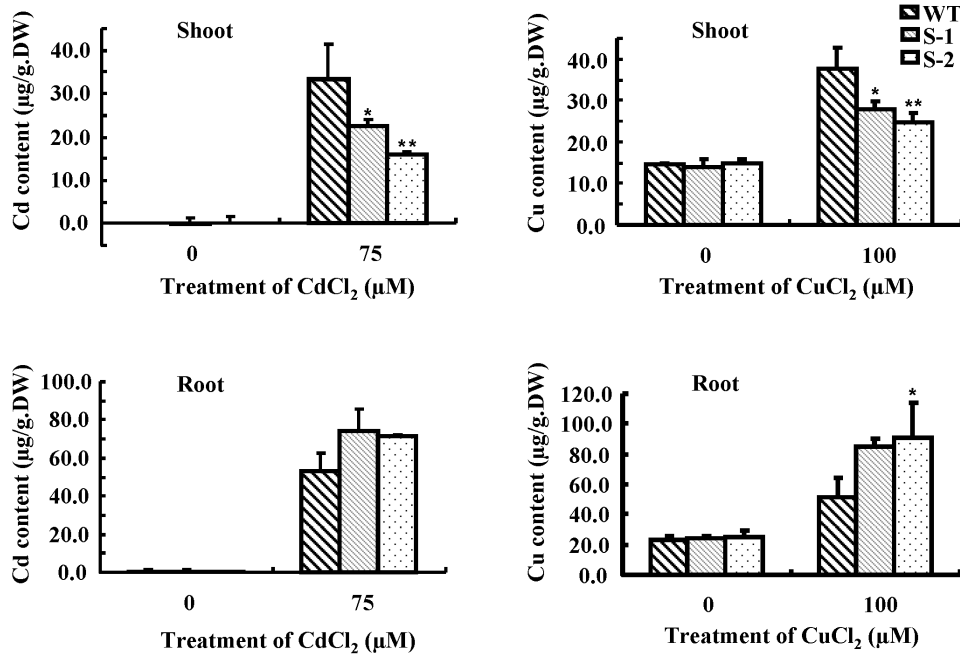 Shoot
Cd content (µg/g.DW)
40.0
30.0
20.0
10.0
0.0
*
**
0
75
Treatment of CdCl₂ (µM)
Shoot
WT
S-1
S-2
Cu content (µg/g.DW)
40.0
30.0
20.0
10.0
0.0
*
**
0
100
Treatment of CuCl₂ (µM)
Root
Cd content (µg/g.DW)
100.0
80.0
60.0
40.0
20.0
0.0
0
75
Treatment of CdCl₂ (µM)
Root
Cu content (µg/g.DW)
120.0
100.0
80.0
60.0
40.0
20.0
0.0
*
0
100
Treatment of CuCl₂ (µM)